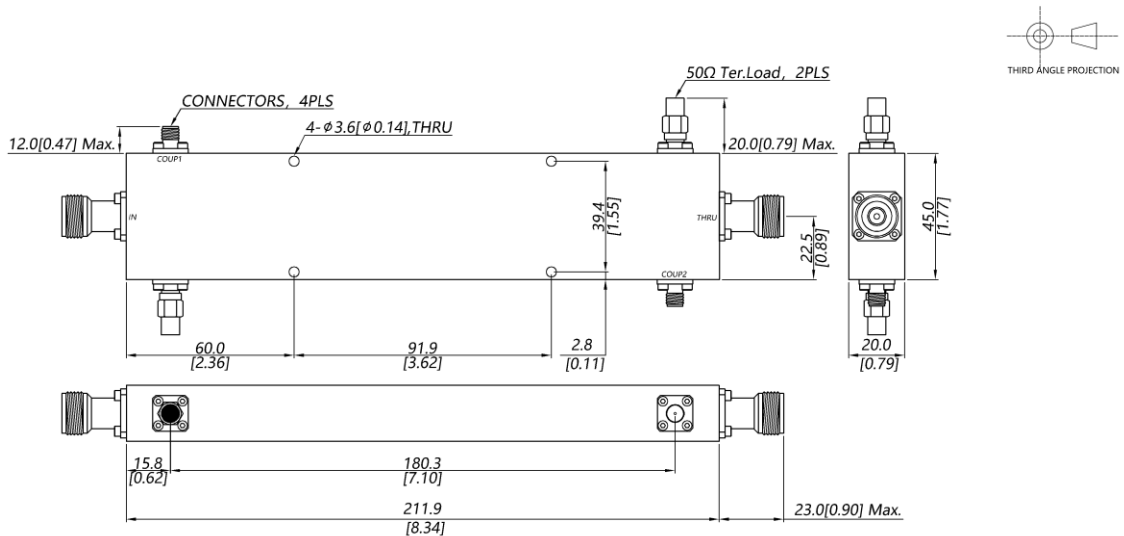 THIRD ANGLE PROJECTION
50Ω Ter.Load, 2PLS
CONNECTORS, 4PLS
4-ϕ3.6[ϕ0.14],THRU
12.0[0.47] Max.
20.0[0.79] Max.
COUP1
IN
THRU
39.4
[1.55]
22.5
[0.89]
45.0
[1.77]
COUP2
60.0
[2.36]
91.9
[3.62]
2.8
[0.11]
20.0
[0.79]
15.8
[0.62]
180.3
[7.10]
211.9
[8.34]
23.0[0.90] Max.